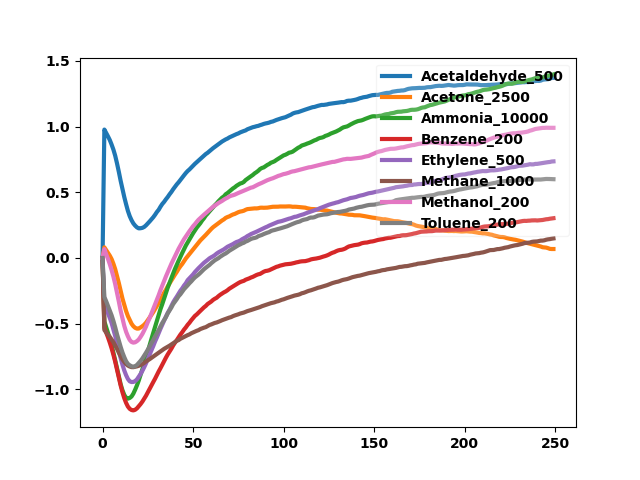 1.5
1.0
0.5
0.0
−0.5
−1.0
0
50
100
150
200
250
Acetaldehyde_500
Acetone_2500
Ammonia_10000
Benzene_200
Ethylene_500
Methane_1000
Methanol_200
Toluene_200